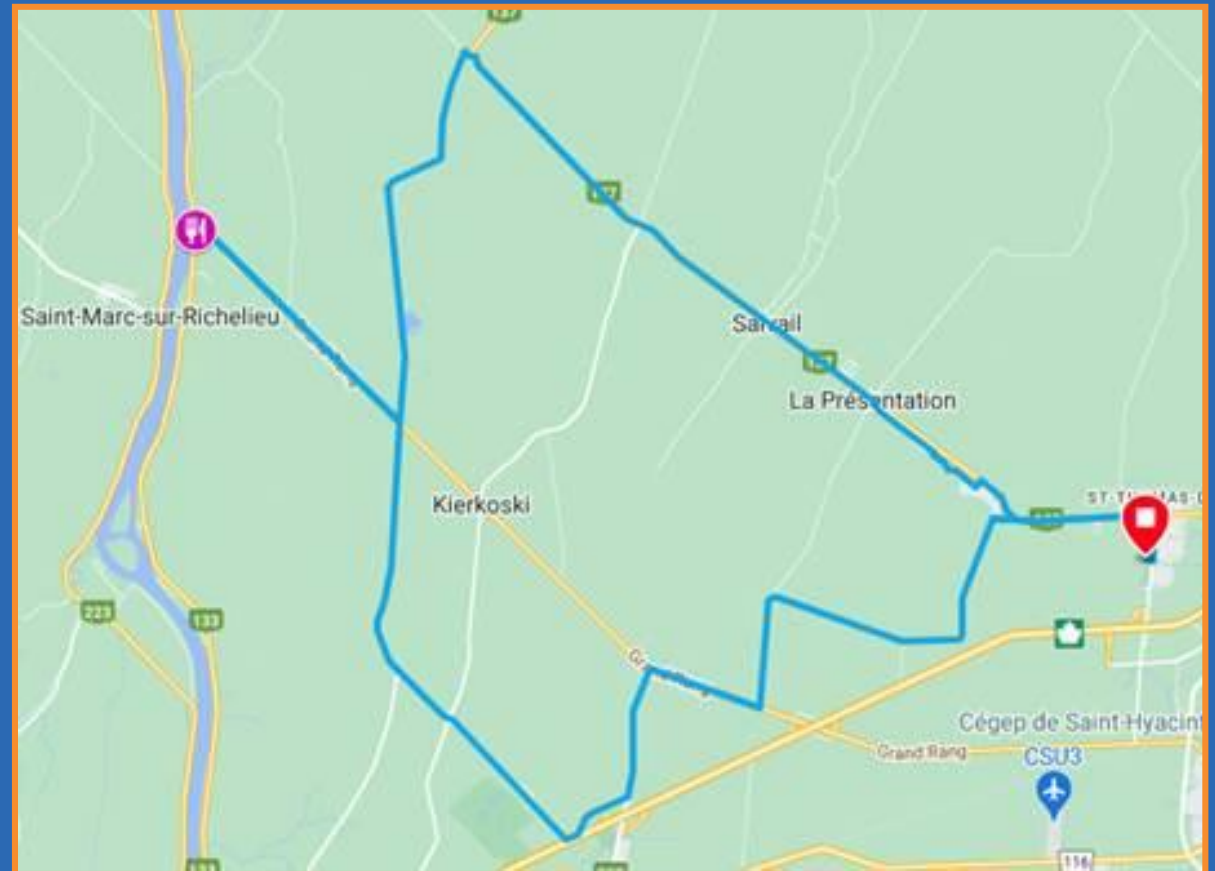 137
Saint-Marc-sur-Richelieu
Sarrail
La Présentation
Kierkoski
223
133
Grand Rang
Cégep de Saint-Hyacint
Grand Rang
CSU3
116